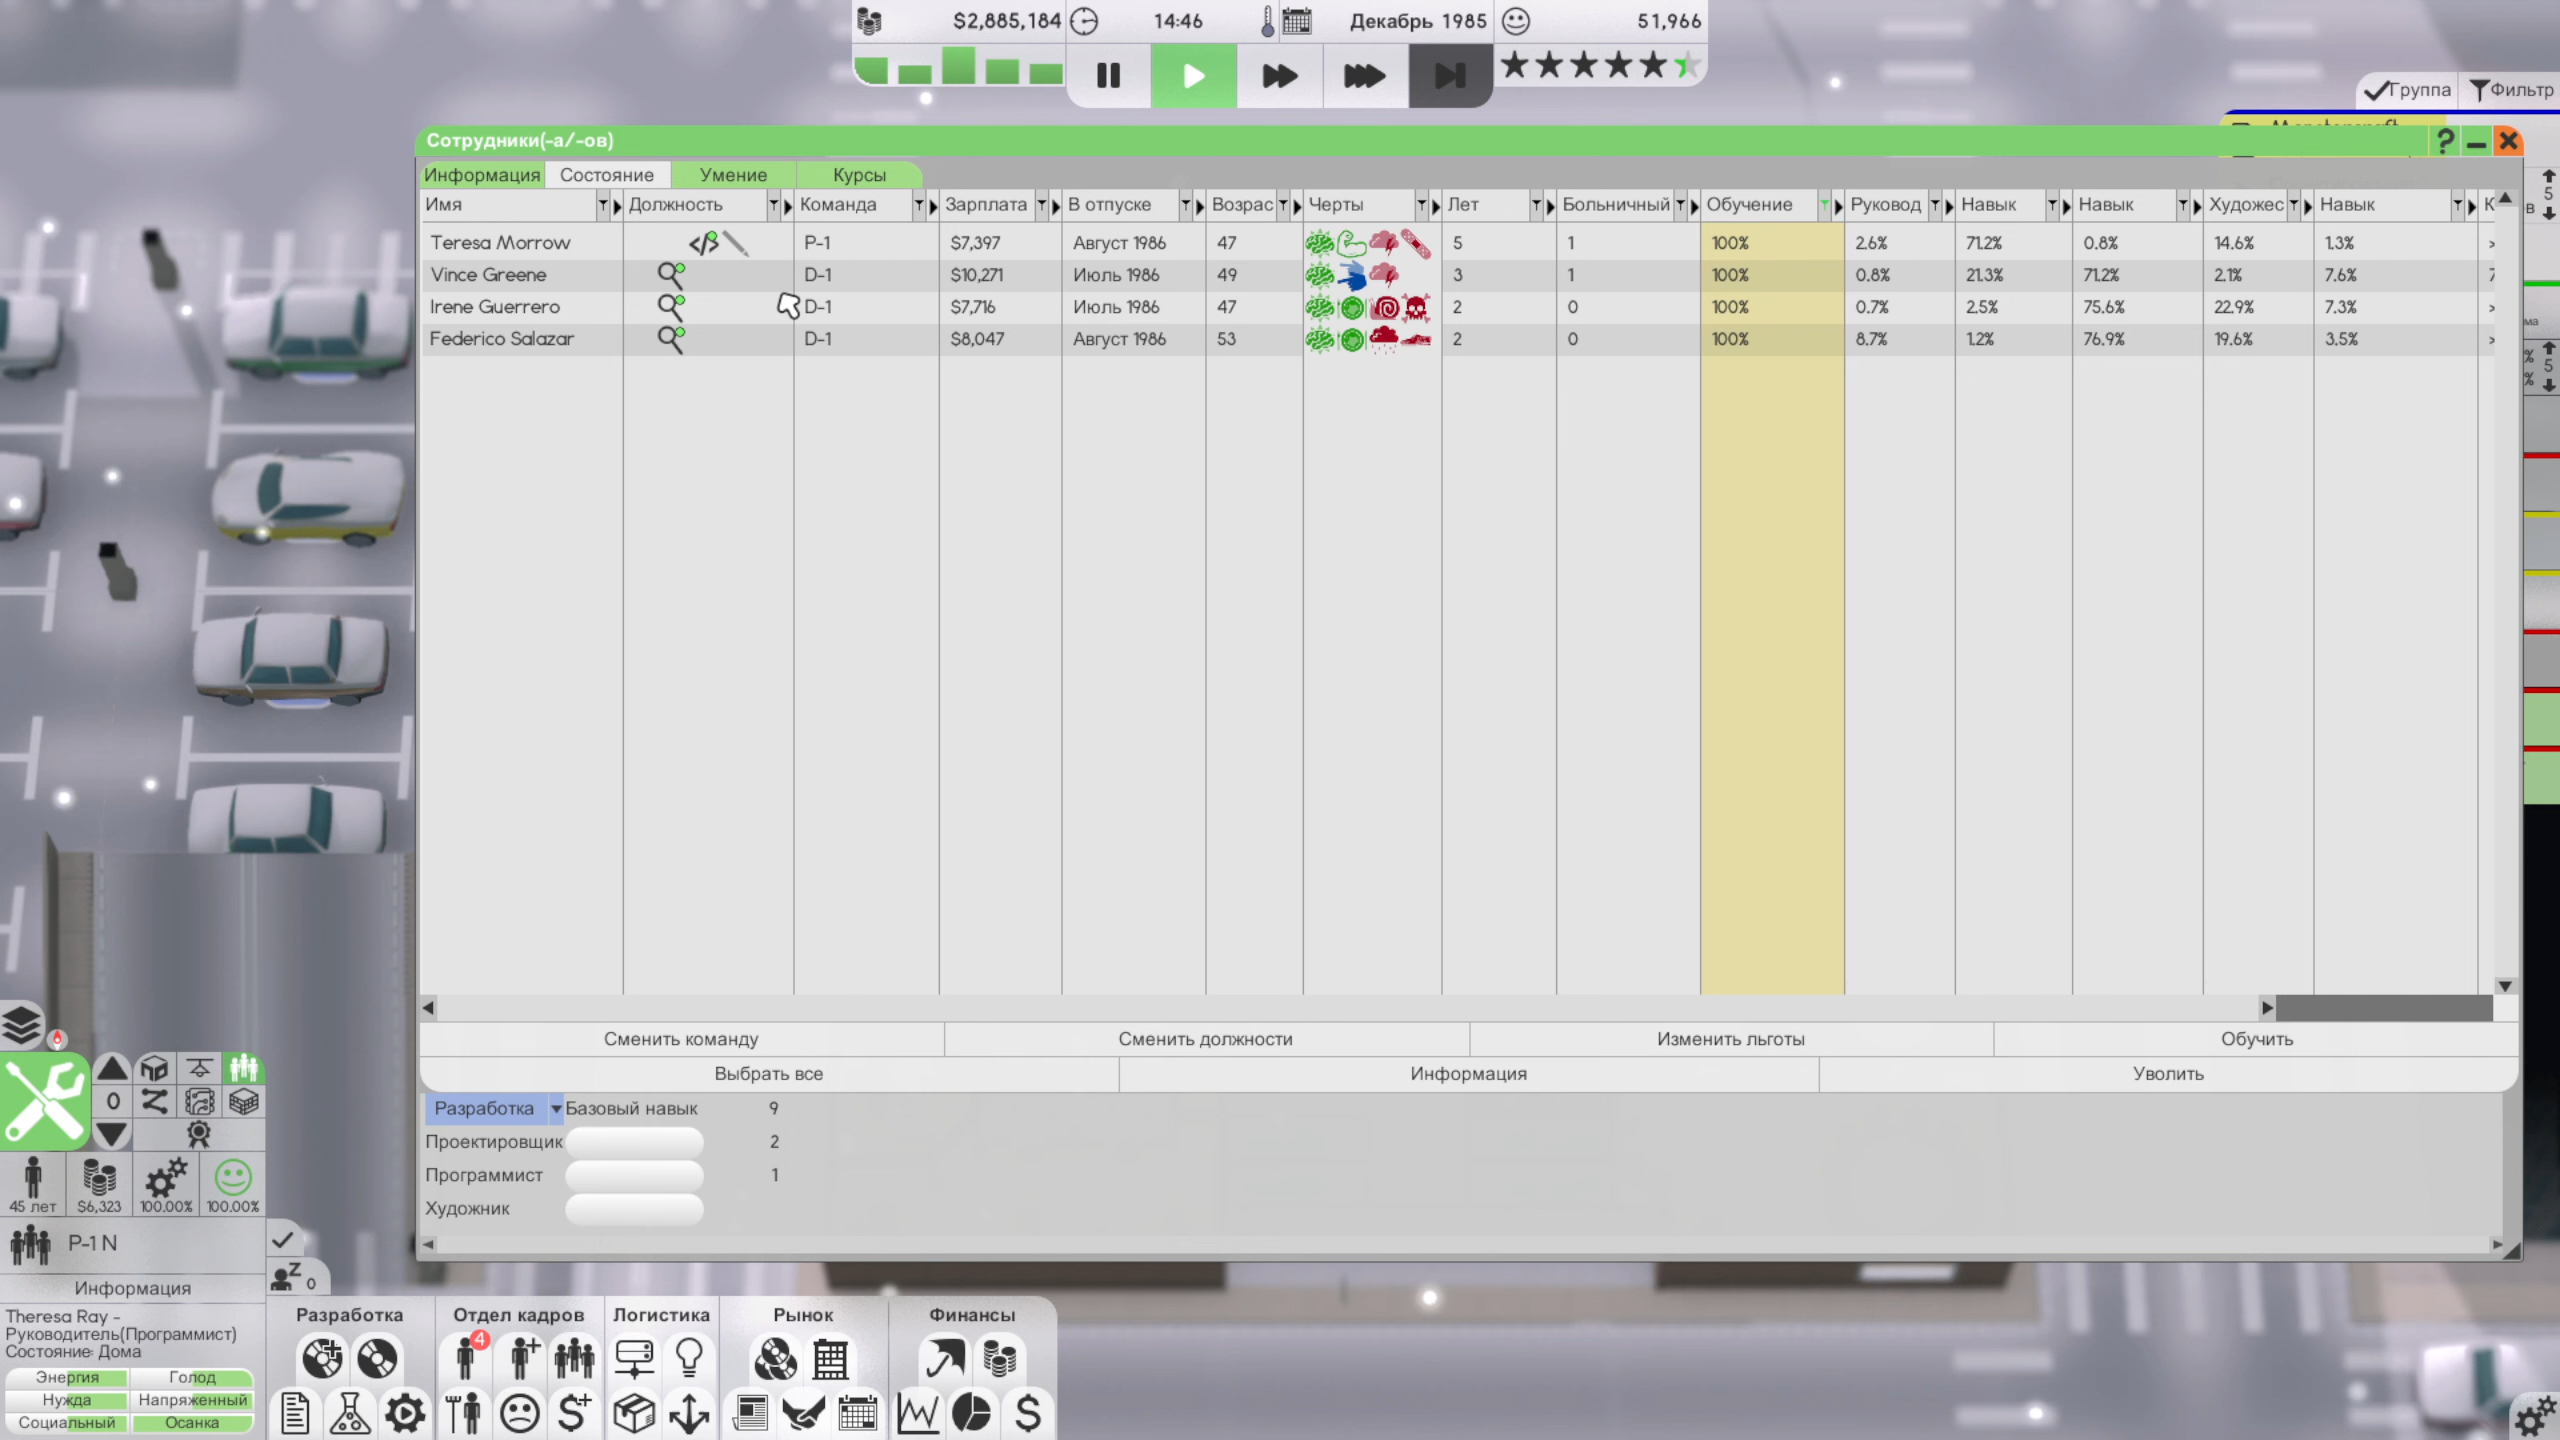 $2,885,184 14:46 Декабрь 1985 51,966
Группа Фильтр
Сотрудники(-а/-ов) ?
Информация Состояние Умение Курсы
Имя Должность Команда Зарплата В отпуске Возрас Черты Лет Больничный Обучение Руковод Навык Навык Художес Навык К
Teresa Morrow P-1 $7,397 Август 1986 47 5 1 100% 2.6% 71.2% 0.8% 14.6% 1.3%
Vince Greene D-1 $10,271 Июль 1986 49 3 1 100% 0.8% 21.3% 71.2% 2.1% 7.6%
Irene Guerrero D-1 $7,716 Июль 1986 47 2 0 100% 0.7% 2.5% 75.6% 22.9% 7.3%
Federico Salazar D-1 $8,047 Август 1986 53 2 0 100% 8.7% 1.2% 76.9% 19.6% 3.5%
5
в
ма
% 5
%
Сменить команду Сменить должности Изменить льготы Обучить
Выбрать все Информация Уволить
Разработка Базовый навык 9
Проектировщик 2
Программист 1
Художник
0
45 лет $6,323 100.00% 100.00%
P-1 N
Информация
Theresa Ray -
Руководитель(Программист)
Состояние: Дома
Энергия Голод
Нужда Напряженный
Социальный Осанка
Z 0
Разработка Отдел кадров Логистика Рынок Финансы
4